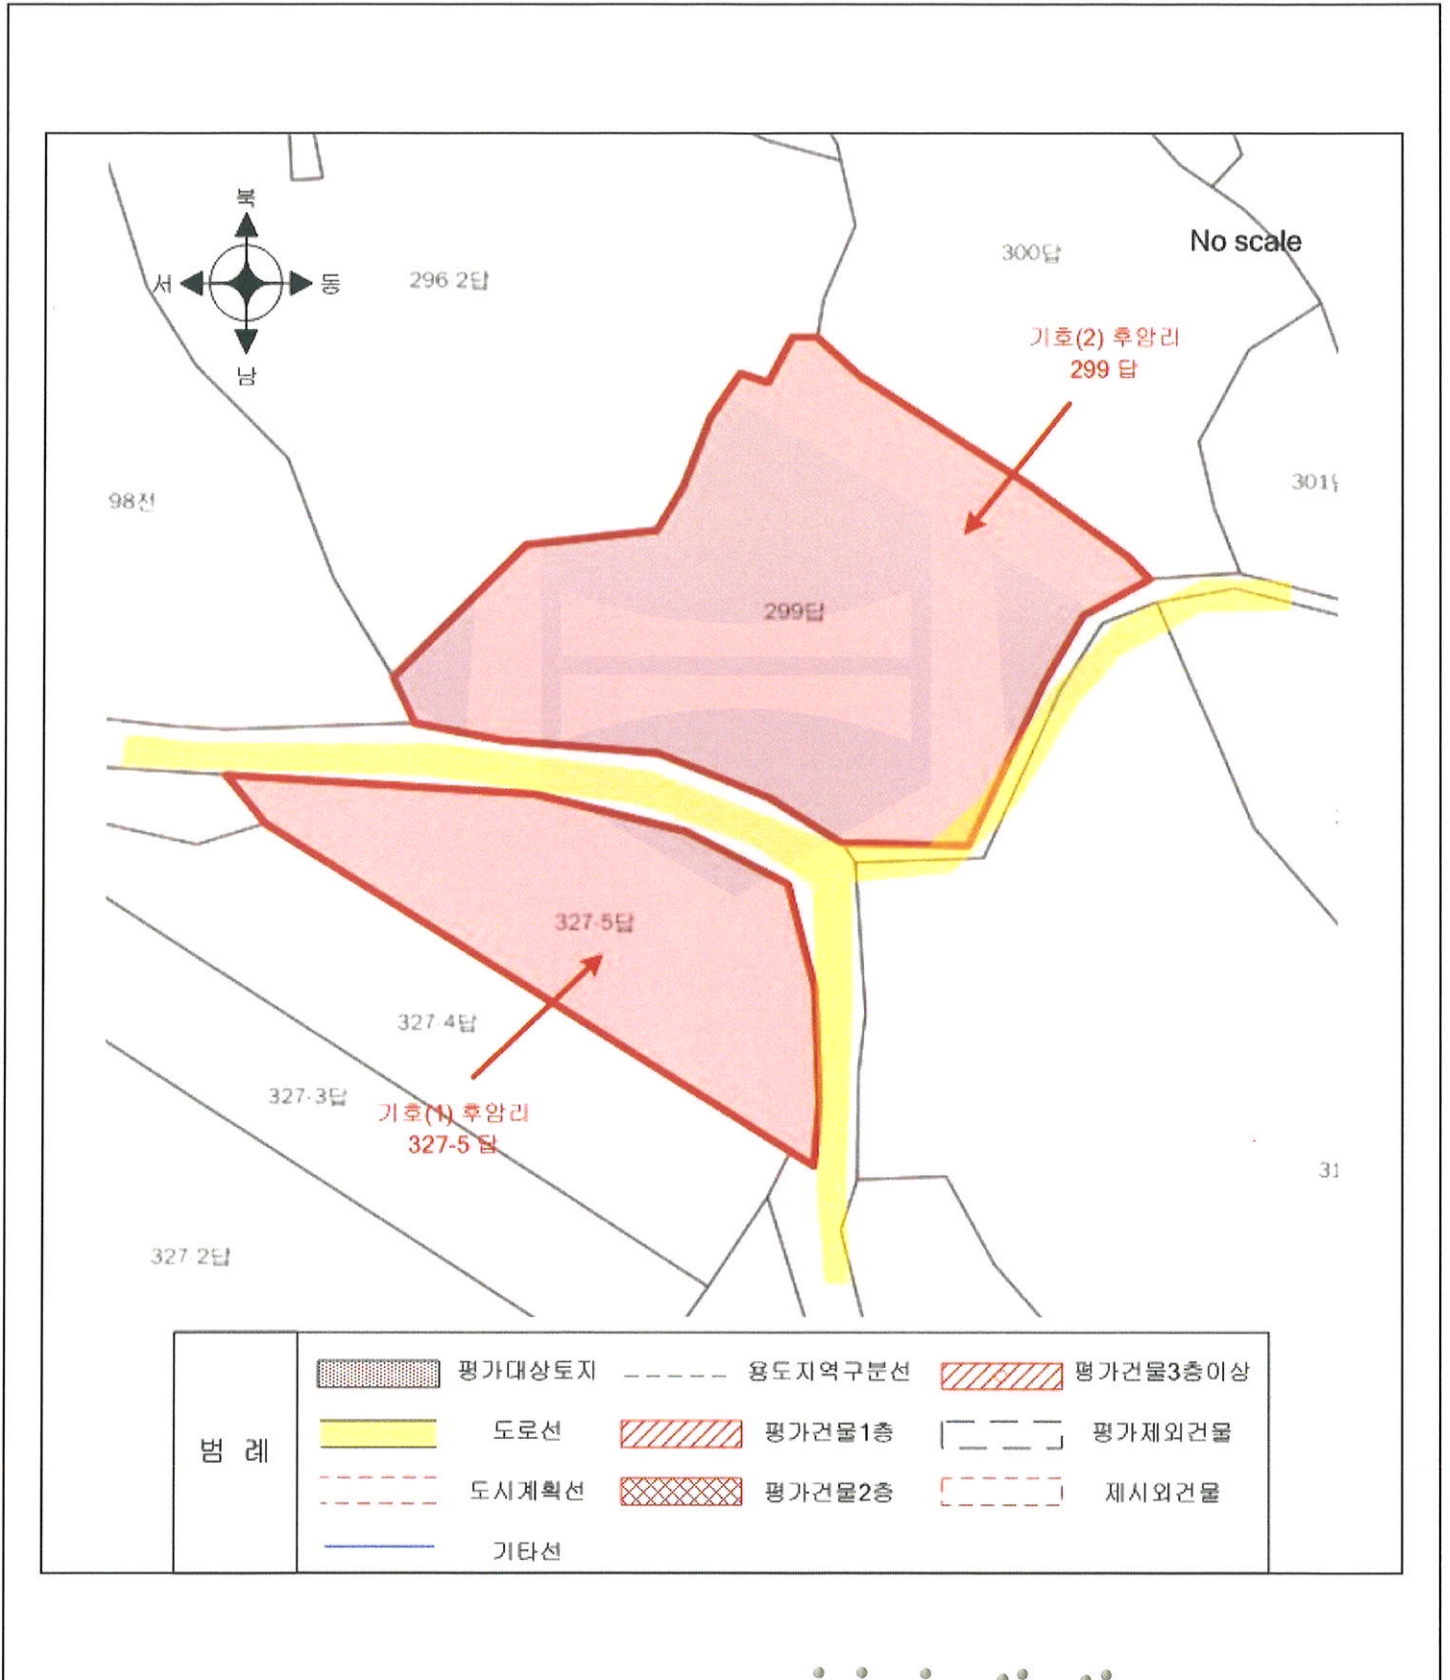 북
서
동
남
No scale
296 2답
300답
기호(2) 후암리
299 답
98전
299답
327-5답
327-4답
327-3답
기호(1) 후암리
327-5 답
327-2답
31
범 례
평가대상토지
용도지역구분선
평가건물3층이상
도로선
평가건물1층
평가제외건물
도시계획선
평가건물2층
제시외건물
기타선